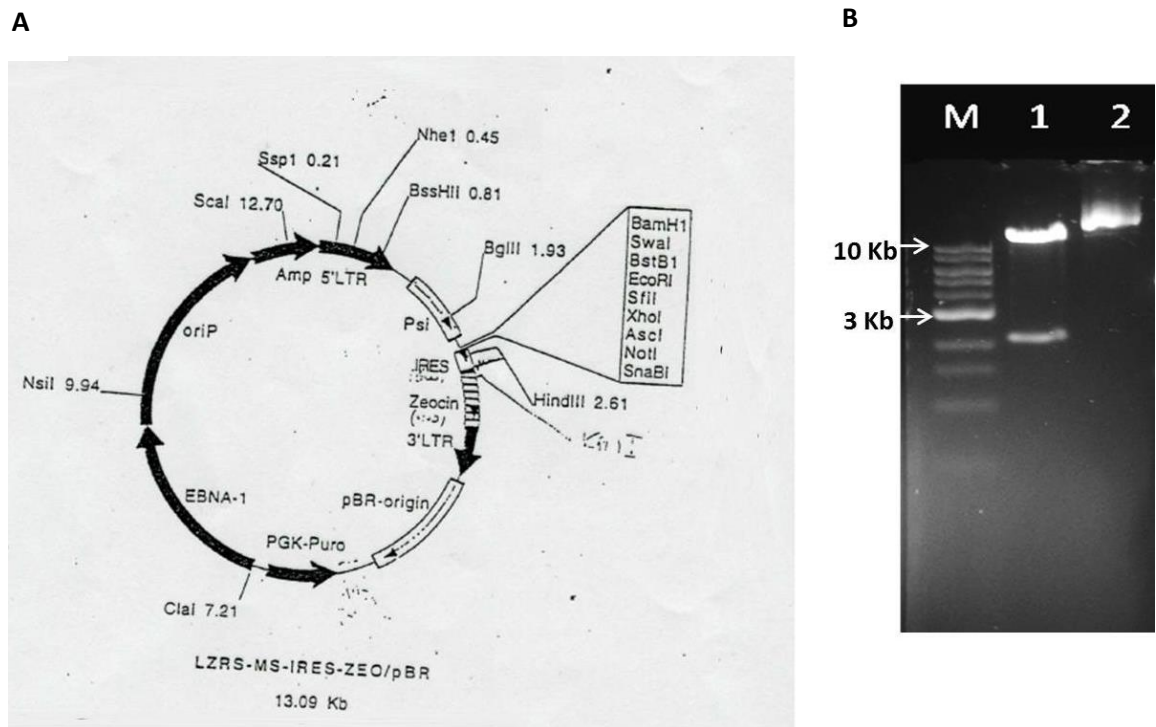 A
B
Nhe1 0.45
Ssp1 0.21
ScaI 12.70
BssHII 0.81
BglII 1.93
Amp 5'LTR
Psi
oriP
BamH1
SwaI
BstB1
EcoRI
SfiI
XhoI
AscI
NotI
SnaBI
IRES
NsiI 9.94
Zeocin
HindIII 2.61
3'LTR
EBNA-1
pBR-origin
PGK-Puro
ClaI 7.21
LZRS-MS-IRES-ZEO/pBR
13.09 Kb
M 1 2
10 Kb
3 Kb